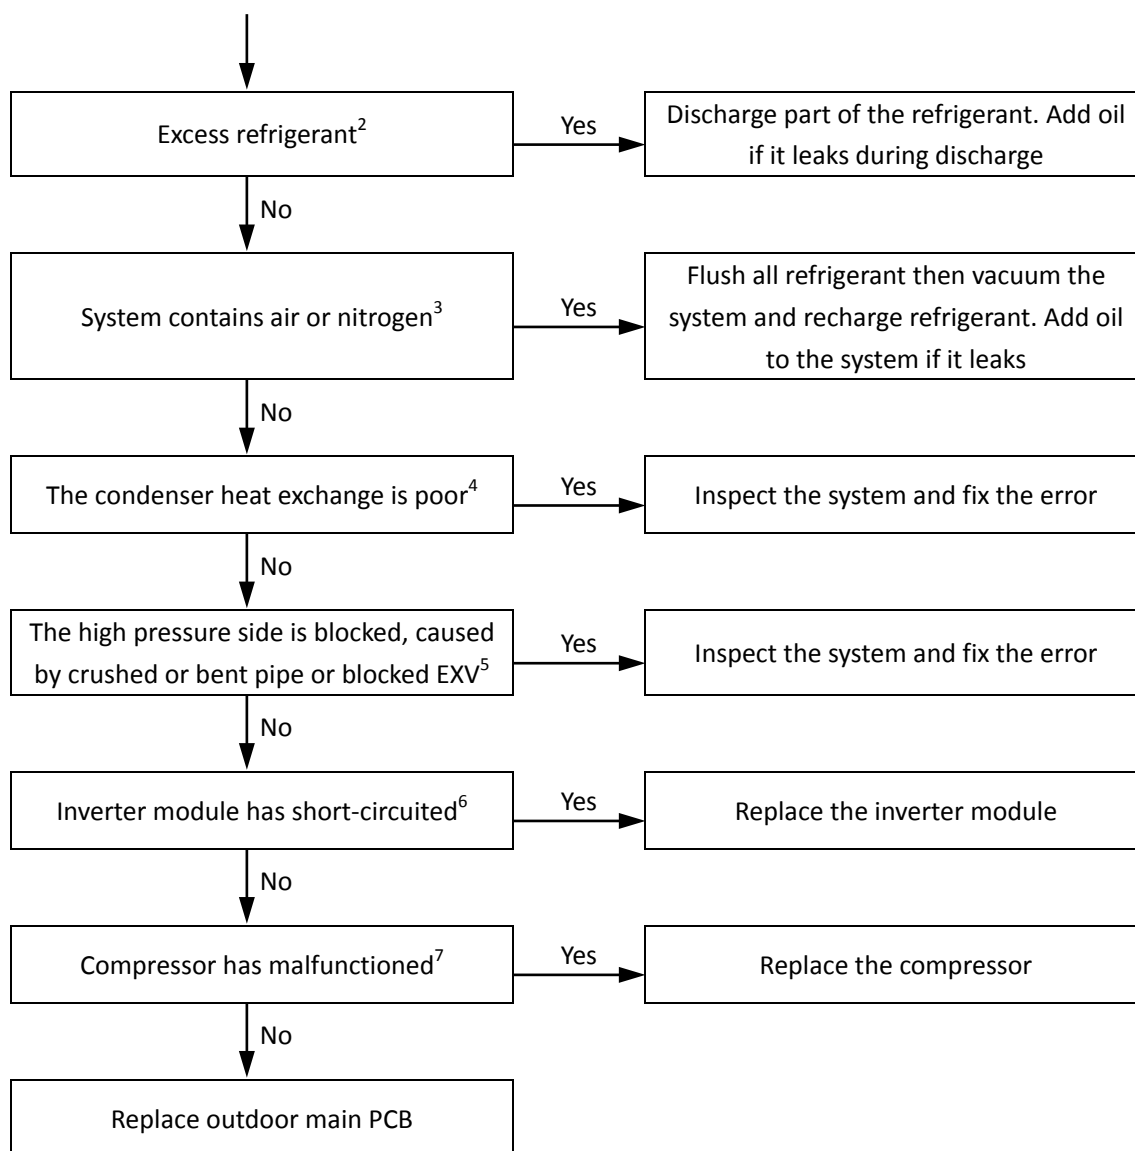 Excess refrigerant²
Yes
Discharge part of the refrigerant. Add oil
if it leaks during discharge
No
System contains air or nitrogen³
Yes
Flush all refrigerant then vacuum the
system and recharge refrigerant. Add oil
to the system if it leaks
No
The condenser heat exchange is poor⁴
Yes
Inspect the system and fix the error
No
The high pressure side is blocked, caused
by crushed or bent pipe or blocked EXV⁵
Yes
Inspect the system and fix the error
No
Inverter module has short-circuited⁶
Yes
Replace the inverter module
No
Compressor has malfunctioned⁷
Yes
Replace the compressor
No
Replace outdoor main PCB